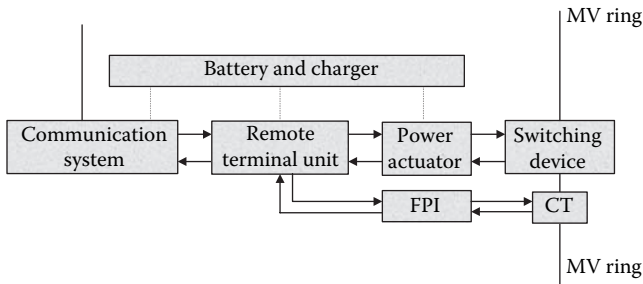 MV ring
Battery and charger
Communication
system
Remote
terminal unit
Power
actuator
Switching
device
FPI
CT
MV ring